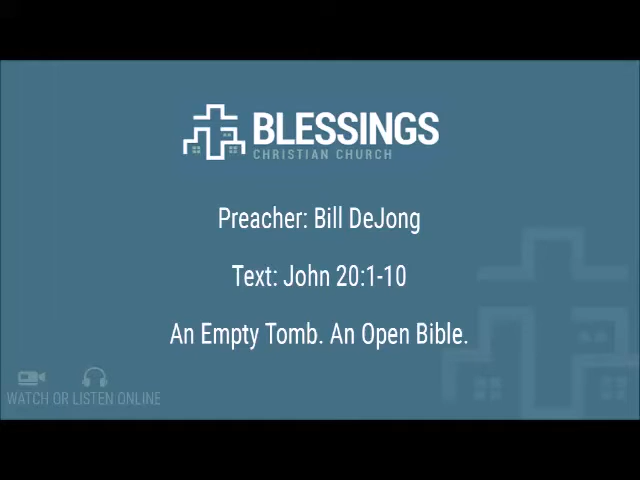 BLESSINGS
CHRISTIAN CHURCH
Preacher: Bill DeJong
Text: John 20:1-10
An Empty Tomb. An Open Bible.
WATCH OR LISTEN ONLINE